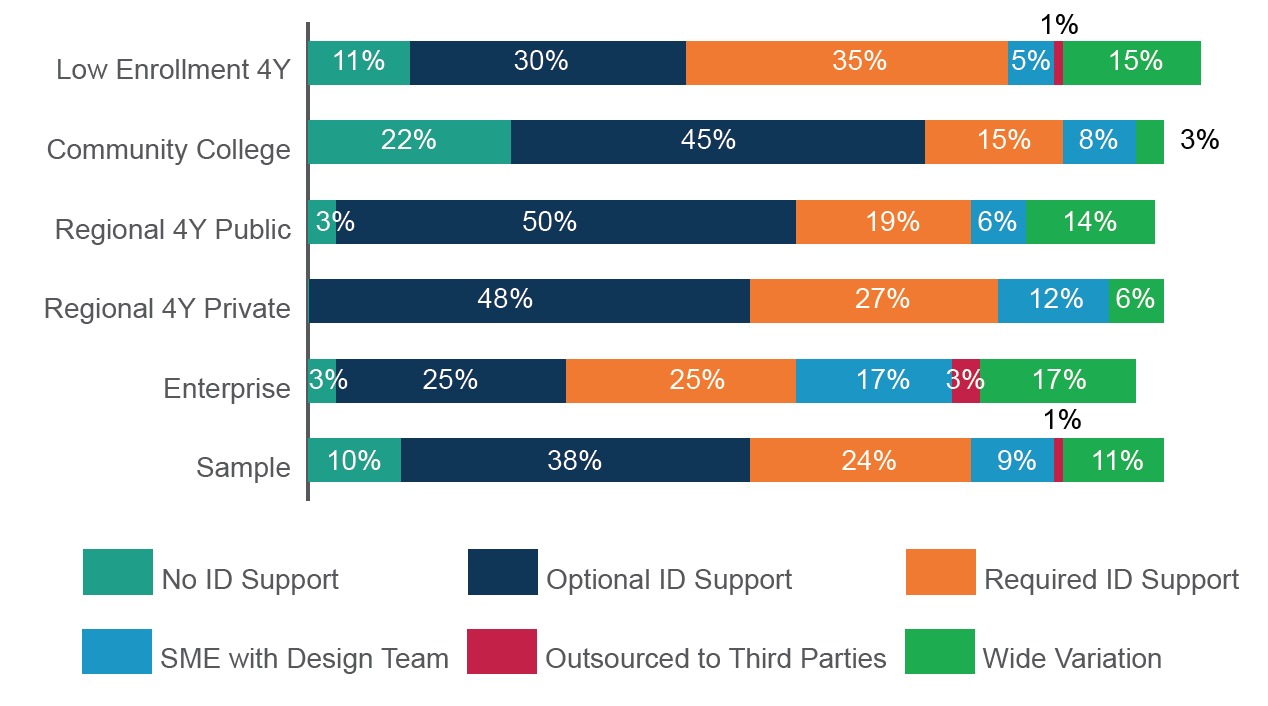 1%
Low Enrollment 4Y 11% 30% 35% 5% 15%
Community College 22% 45% 15% 8% 3%
Regional 4Y Public 3% 50% 19% 6% 14%
Regional 4Y Private 48% 27% 12% 6%
Enterprise 3% 25% 25% 17% 3% 17%
1%
Sample 10% 38% 24% 9% 11%
No ID Support Optional ID Support Required ID Support
SME with Design Team Outsourced to Third Parties Wide Variation